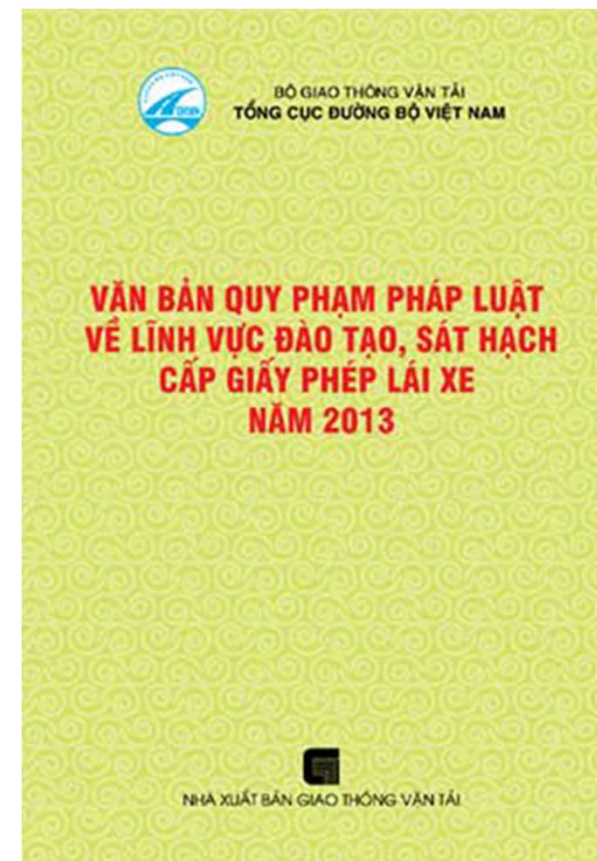 BỘ GIAO THÔNG VẬN TẢI
TỔNG CỤC ĐƯỜNG BỘ VIỆT NAM
VĂN BẢN QUY PHẠM PHÁP LUẬT
VỀ LĨNH VỰC ĐÀO TẠO, SÁT HẠCH
CẤP GIẤY PHÉP LÁI XE
NĂM 2013
NHÀ XUẤT BẢN GIAO THÔNG VẬN TẢI